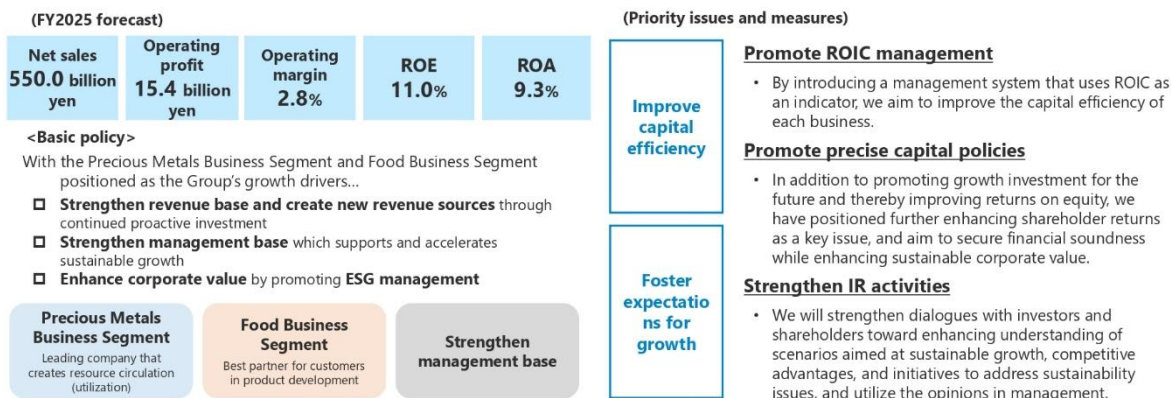 (FY2025 forecast)
Net sales
550.0 billion
yen
Operating
profit
15.4 billion
yen
Operating
margin
2.8%
ROE
11.0%
ROA
9.3%
<Basic policy>
With the Precious Metals Business Segment and Food Business Segment
positioned as the Group's growth drivers...
Strengthen revenue base and create new revenue sources through
continued proactive investment
Strengthen management base which supports and accelerates
sustainable growth
Enhance corporate value by promoting ESG management
Precious Metals
Business Segment
Leading company that
creates resource circulation
(utilization)
Food Business
Segment
Best partner for customers
in product development
Strengthen
management base
(Priority issues and measures)
Improve
capital
efficiency
Promote ROIC management
• By introducing a management system that uses ROIC as
an indicator, we aim to improve the capital efficiency of
each business.
Promote precise capital policies
• In addition to promoting growth investment for the
future and thereby improving returns on equity, we
have positioned further enhancing shareholder returns
as a key issue, and aim to secure financial soundness
while enhancing sustainable corporate value.
Foster
expectatio
ns for
growth
Strengthen IR activities
• We will strengthen dialogues with investors and
shareholders toward enhancing understanding of
scenarios aimed at sustainable growth, competitive
advantages, and initiatives to address sustainability
issues, and utilize the opinions in management.